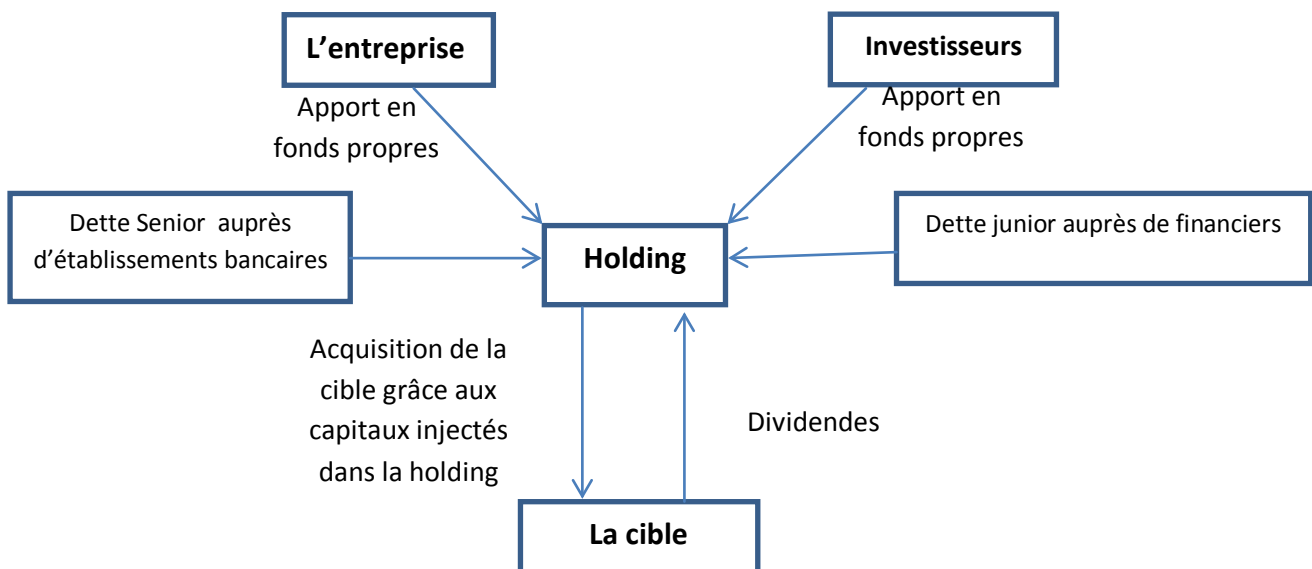 L’entreprise
Investisseurs
Apport en
fonds propres
Apport en
fonds propres
Dette Senior auprès
d’établissements bancaires
Holding
Dette junior auprès de financiers
Acquisition de la
cible grâce aux
capitaux injectés
dans la holding
Dividendes
La cible